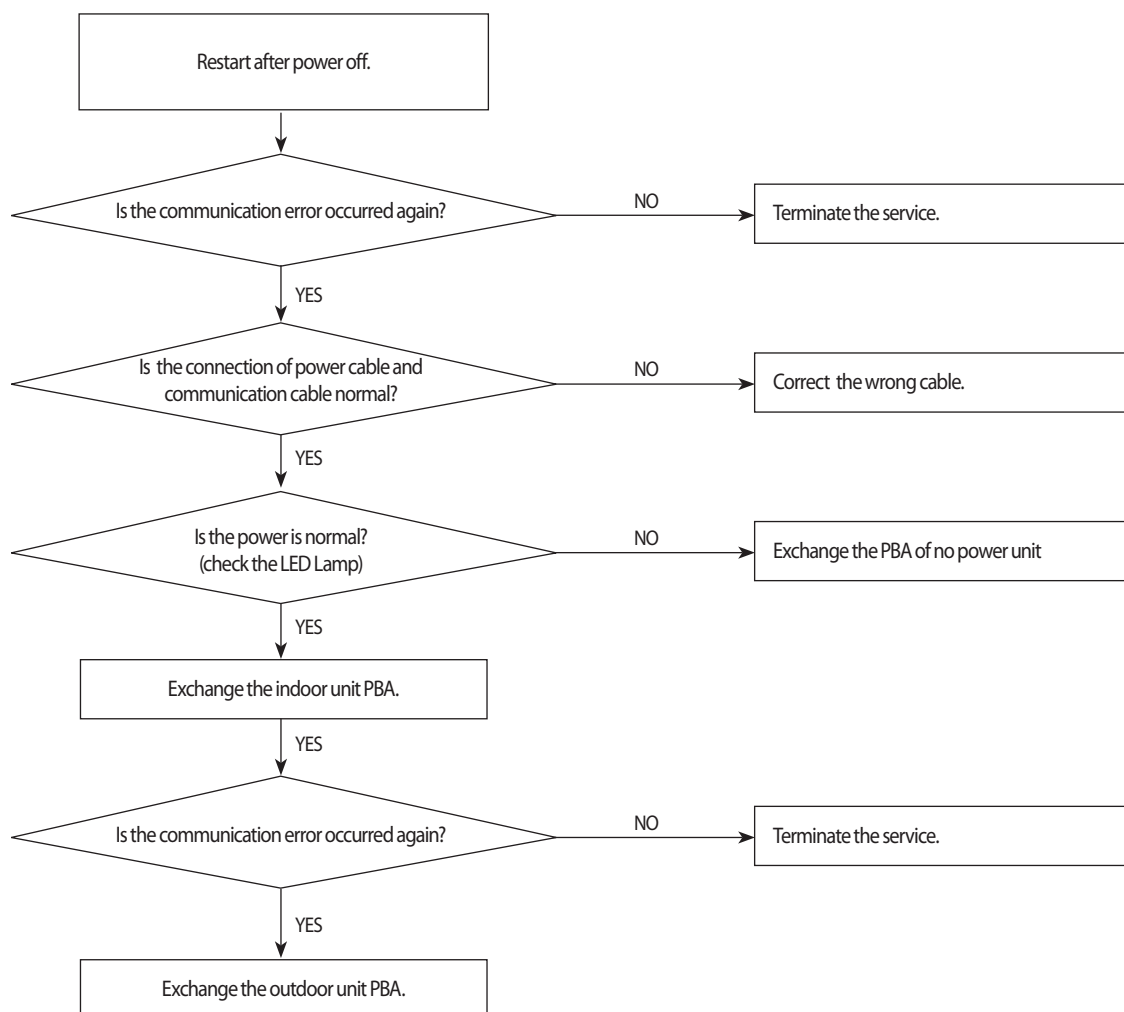 Restart after power off.
Is the communication error occurred again?
NO
Terminate the service.
YES
Is the connection of power cable and
communication cable normal?
NO
Correct the wrong cable.
YES
Is the power is normal?
(check the LED Lamp)
NO
Exchange the PBA of no power unit
YES
Exchange the indoor unit PBA.
YES
Is the communication error occurred again?
NO
Terminate the service.
YES
Exchange the outdoor unit PBA.